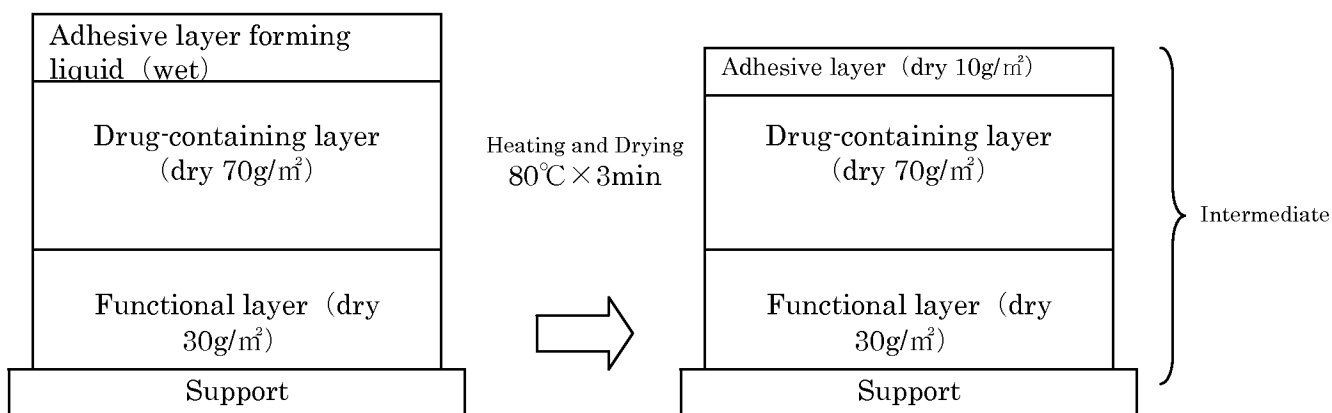 Adhesive layer forming
liquid (wet)
Drug-containing layer
(dry 70g/㎡)
Functional layer (dry
30g/㎡)
Support
Heating and Drying
80℃×3min
Adhesive layer (dry 10g/㎡)
Drug-containing layer
(dry 70g/㎡)
Functional layer (dry
30g/㎡)
Support
Intermediate